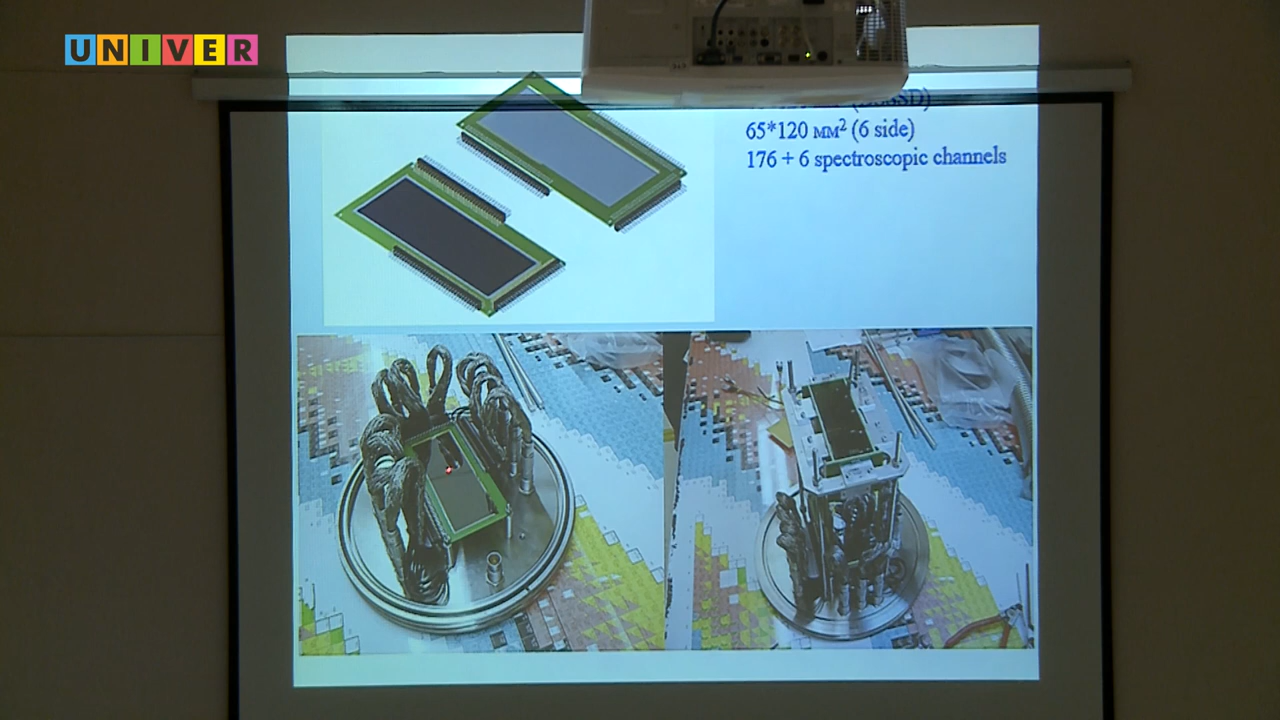 UNIVER
65*120 мм² (6 side)
176 + 6 spectroscopic channels